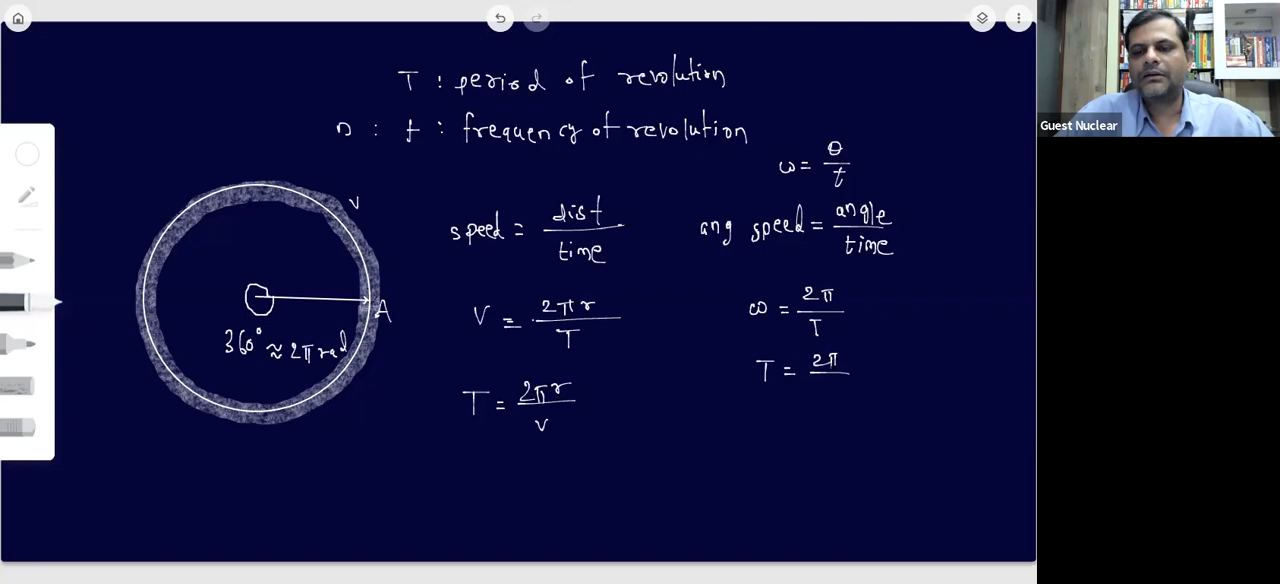 T : period of revolution
n : f : frequency of revolution
ω = θ/t
speed = dist/time
ang speed = angle/time
V
A
360° ≈ 2π rad
V = 2πr/T
ω = 2π/T
T = 2π/
T = 2πr/v
Guest Nuclear